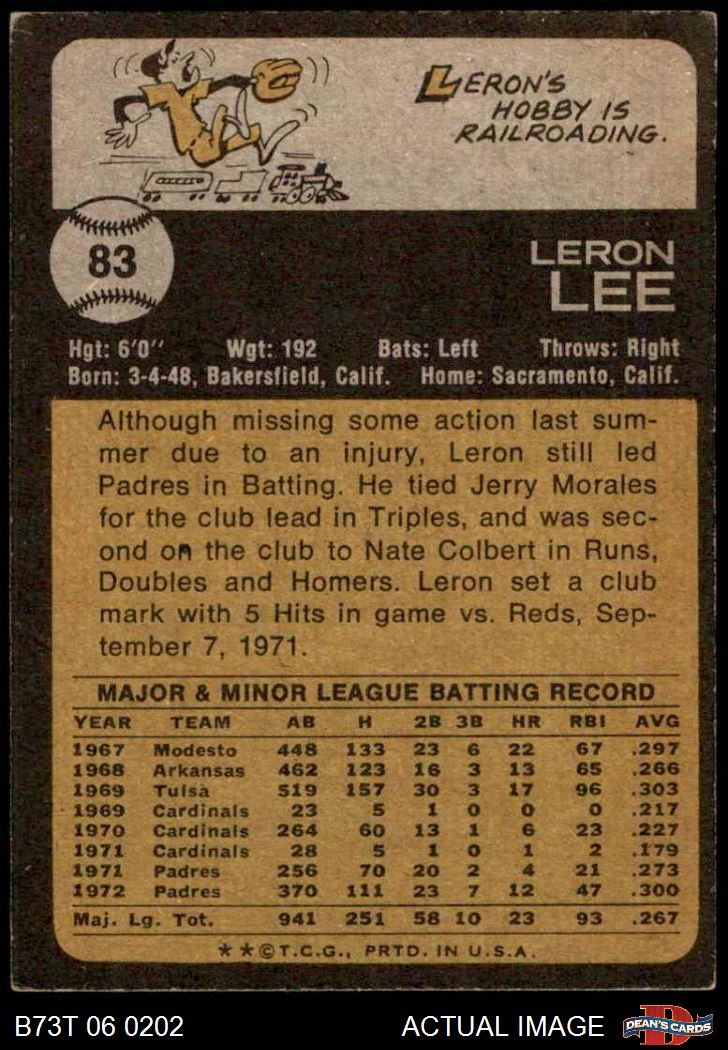 LERON'S
HOBBY IS
RAILROADING.
83
LERON
LEE
Hgt: 6'0" Wgt: 192 Bats: Left Throws: Right
Born: 3-4-48, Bakersfield, Calif. Home: Sacramento, Calif.
Although missing some action last sum-
mer due to an injury, Leron still led
Padres in Batting. He tied Jerry Morales
for the club lead in Triples, and was sec-
ond on the club to Nate Colbert in Runs,
Doubles and Homers. Leron set a club
mark with 5 Hits in game vs. Reds, Sep-
tember 7, 1971.
MAJOR & MINOR LEAGUE BATTING RECORD
YEAR TEAM AB H 2B 3B HR RBI AVG
1967 Modesto 448 133 23 6 22 67 .297
1968 Arkansas 462 123 16 3 13 65 .266
1969 Tulsa 519 157 30 3 17 96 .303
1969 Cardinals 23 5 1 0 0 0 .217
1970 Cardinals 264 60 13 1 6 23 .227
1971 Cardinals 28 5 1 0 1 2 .179
1971 Padres 256 70 20 2 4 21 .273
1972 Padres 370 111 23 7 12 47 .300
Maj. Lg. Tot. 941 251 58 10 23 93 .267
**©T.C.G., PRTD. IN U.S.A.
B73T 06 0202 ACTUAL IMAGE
D
DEAN'S CARDS